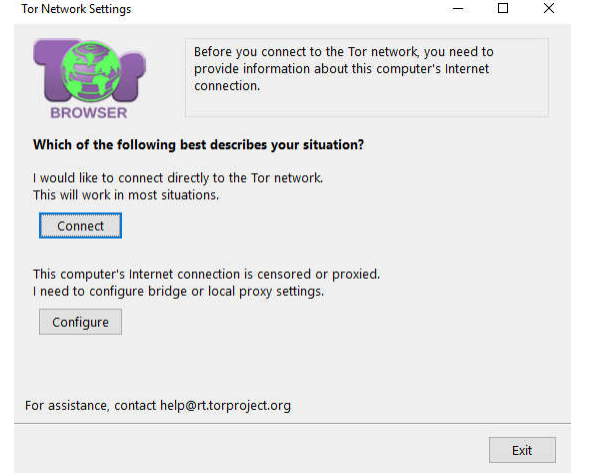 Tor Network Settings
Tor
BROWSER
Before you connect to the Tor network, you need to
provide information about this computer's Internet
connection.
Which of the following best describes your situation?
I would like to connect directly to the Tor network.
This will work in most situations.
Connect
This computer's Internet connection is censored or proxied.
I need to configure bridge or local proxy settings.
Configure
For assistance, contact help@rt.torproject.org
Exit